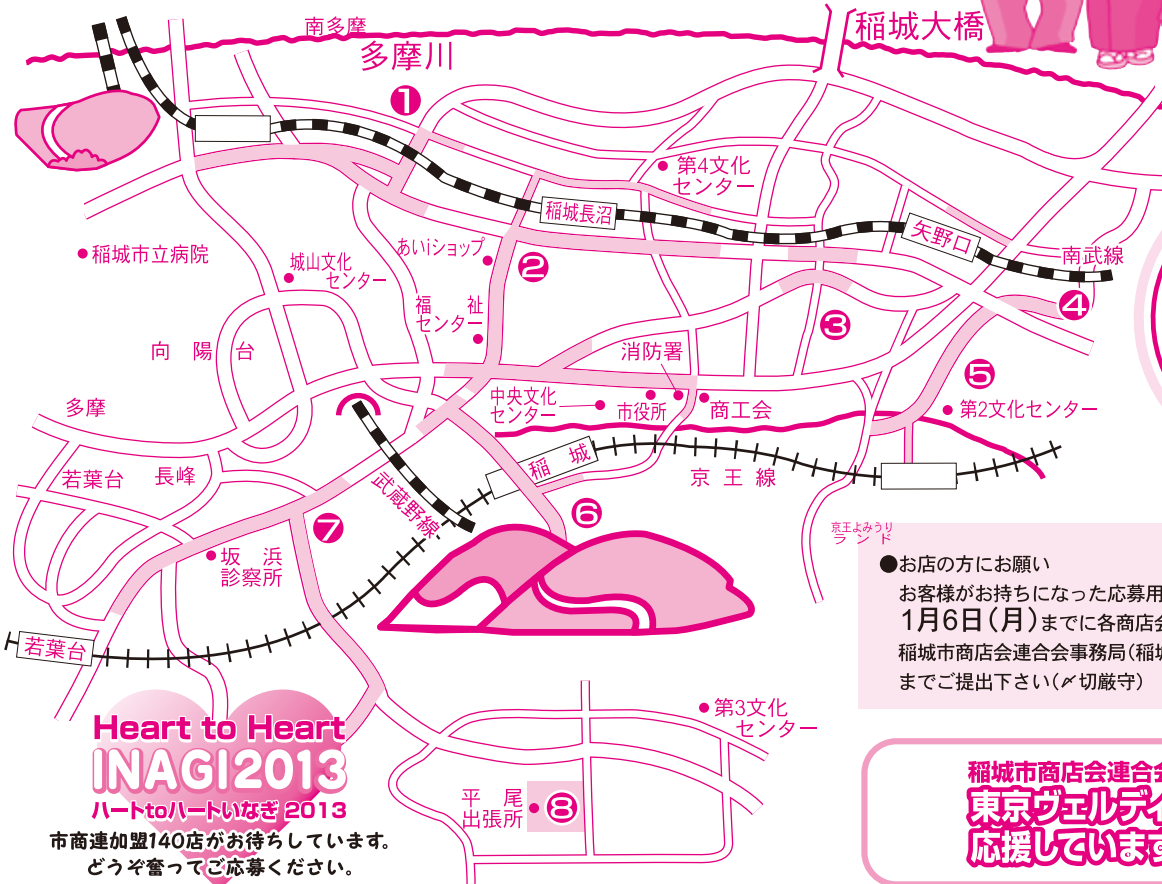 南多摩
多摩川
稲城大橋
❶
第4文化
センター
稲城長沼
矢野口
南武線
稲城市立病院
城山文化
センター
あいiショップ
❷
福祉
センター
❸
❹
向陽台
消防署
❺
中央文化
センター
市役所
商工会
第2文化センター
多摩
若葉台
長峰
武蔵野線
稲城
京王線
❻
❼
京王よみうり
ランド
坂浜
診察所
若葉台
●お店の方にお願い
お客様がお持ちになった応募用
1月6日(月)までに各商店会
稲城市商店会連合会事務局(稲城
までご提出下さい(〆切厳守)
Heart to Heart
INAGI2013
ハートtoハートいなぎ 2013
市商連加盟140店がお待ちしています。
どうぞ奮ってご応募ください。
第3文化
センター
平尾
出張所
❽
稲城市商店会連合会
東京ヴェルディ
応援しています